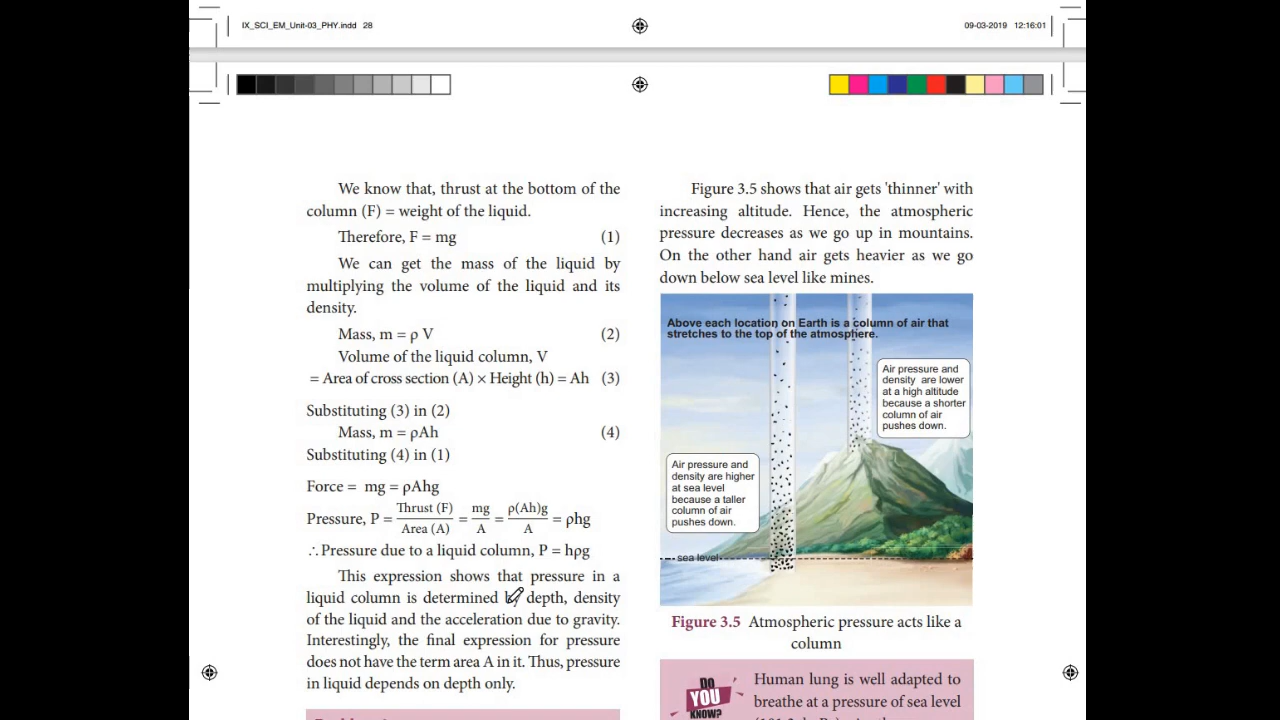 IX_SCI_EM_Unit-03_PHY.indd 28
09-03-2019 12:16:01
We know that, thrust at the bottom of the
column (F) = weight of the liquid.
Therefore, F = mg (1)
We can get the mass of the liquid by
multiplying the volume of the liquid and its
density.
Mass, m = ρ V (2)
Volume of the liquid column, V
= Area of cross section (A) × Height (h) = Ah (3)
Substituting (3) in (2)
Mass, m = ρAh (4)
Substituting (4) in (1)
Force = mg = ρAhg
Pressure, P = Thrust (F) / Area (A) = mg / A = ρ(Ah)g / A = ρhg
∴Pressure due to a liquid column, P = hρg
This expression shows that pressure in a
liquid column is determined depth, density
of the liquid and the acceleration due to gravity.
Interestingly, the final expression for pressure
does not have the term area A in it. Thus, pressure
in liquid depends on depth only.
Figure 3.5 shows that air gets 'thinner' with
increasing altitude. Hence, the atmospheric
pressure decreases as we go up in mountains.
On the other hand air gets heavier as we go
down below sea level like mines.
Above each location on Earth is a column of air that
stretches to the top of the atmosphere.
Air pressure and
density are lower
at a high altitude
because a shorter
column of air
pushes down.
Air pressure and
density are higher
at sea level
because a taller
column of air
pushes down.
sea level
Figure 3.5 Atmospheric pressure acts like a
column
DO
YOU
KNOW?
Human lung is well adapted to
breathe at a pressure of sea level